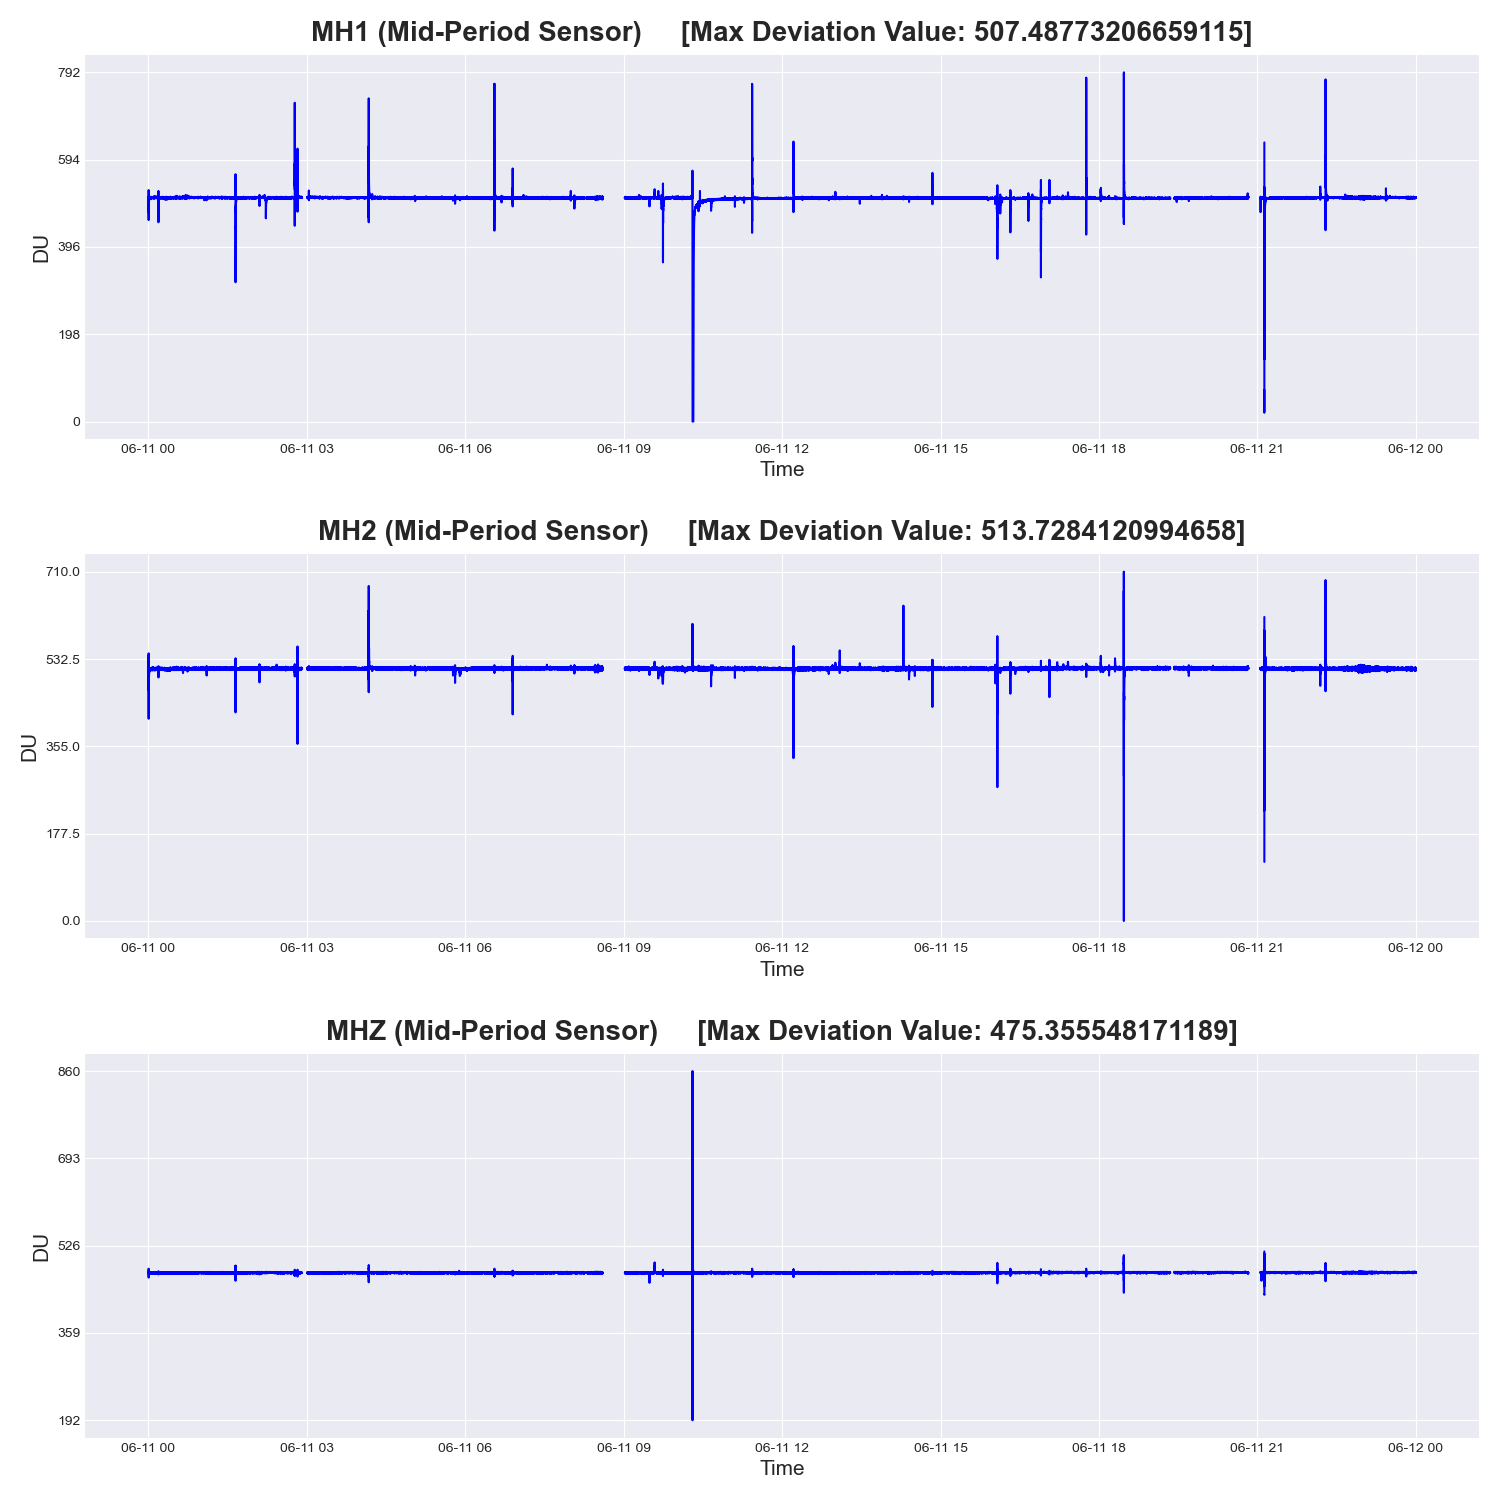 MH1 (Mid-Period Sensor) [Max Deviation Value: 507.48773206659115]
792
594
396
198
0
DU
06-11 00 06-11 03 06-11 06 06-11 09 06-11 12 06-11 15 06-11 18 06-11 21 06-12 00
Time
MH2 (Mid-Period Sensor) [Max Deviation Value: 513.7284120994658]
710.0
532.5
355.0
177.5
0.0
DU
06-11 00 06-11 03 06-11 06 06-11 09 06-11 12 06-11 15 06-11 18 06-11 21 06-12 00
Time
MHZ (Mid-Period Sensor) [Max Deviation Value: 475.355548171189]
860
693
526
359
192
DU
06-11 00 06-11 03 06-11 06 06-11 09 06-11 12 06-11 15 06-11 18 06-11 21 06-12 00
Time